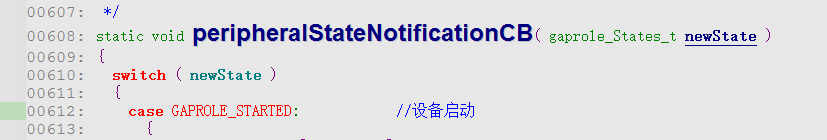 00607:  */
00608: static void peripheralStateNotificationCB( gaprole_States_t newState )
00609: {
00610:   switch ( newState )
00611:   {
00612:     case GAPROLE_STARTED:            //设备启动
00613:       {